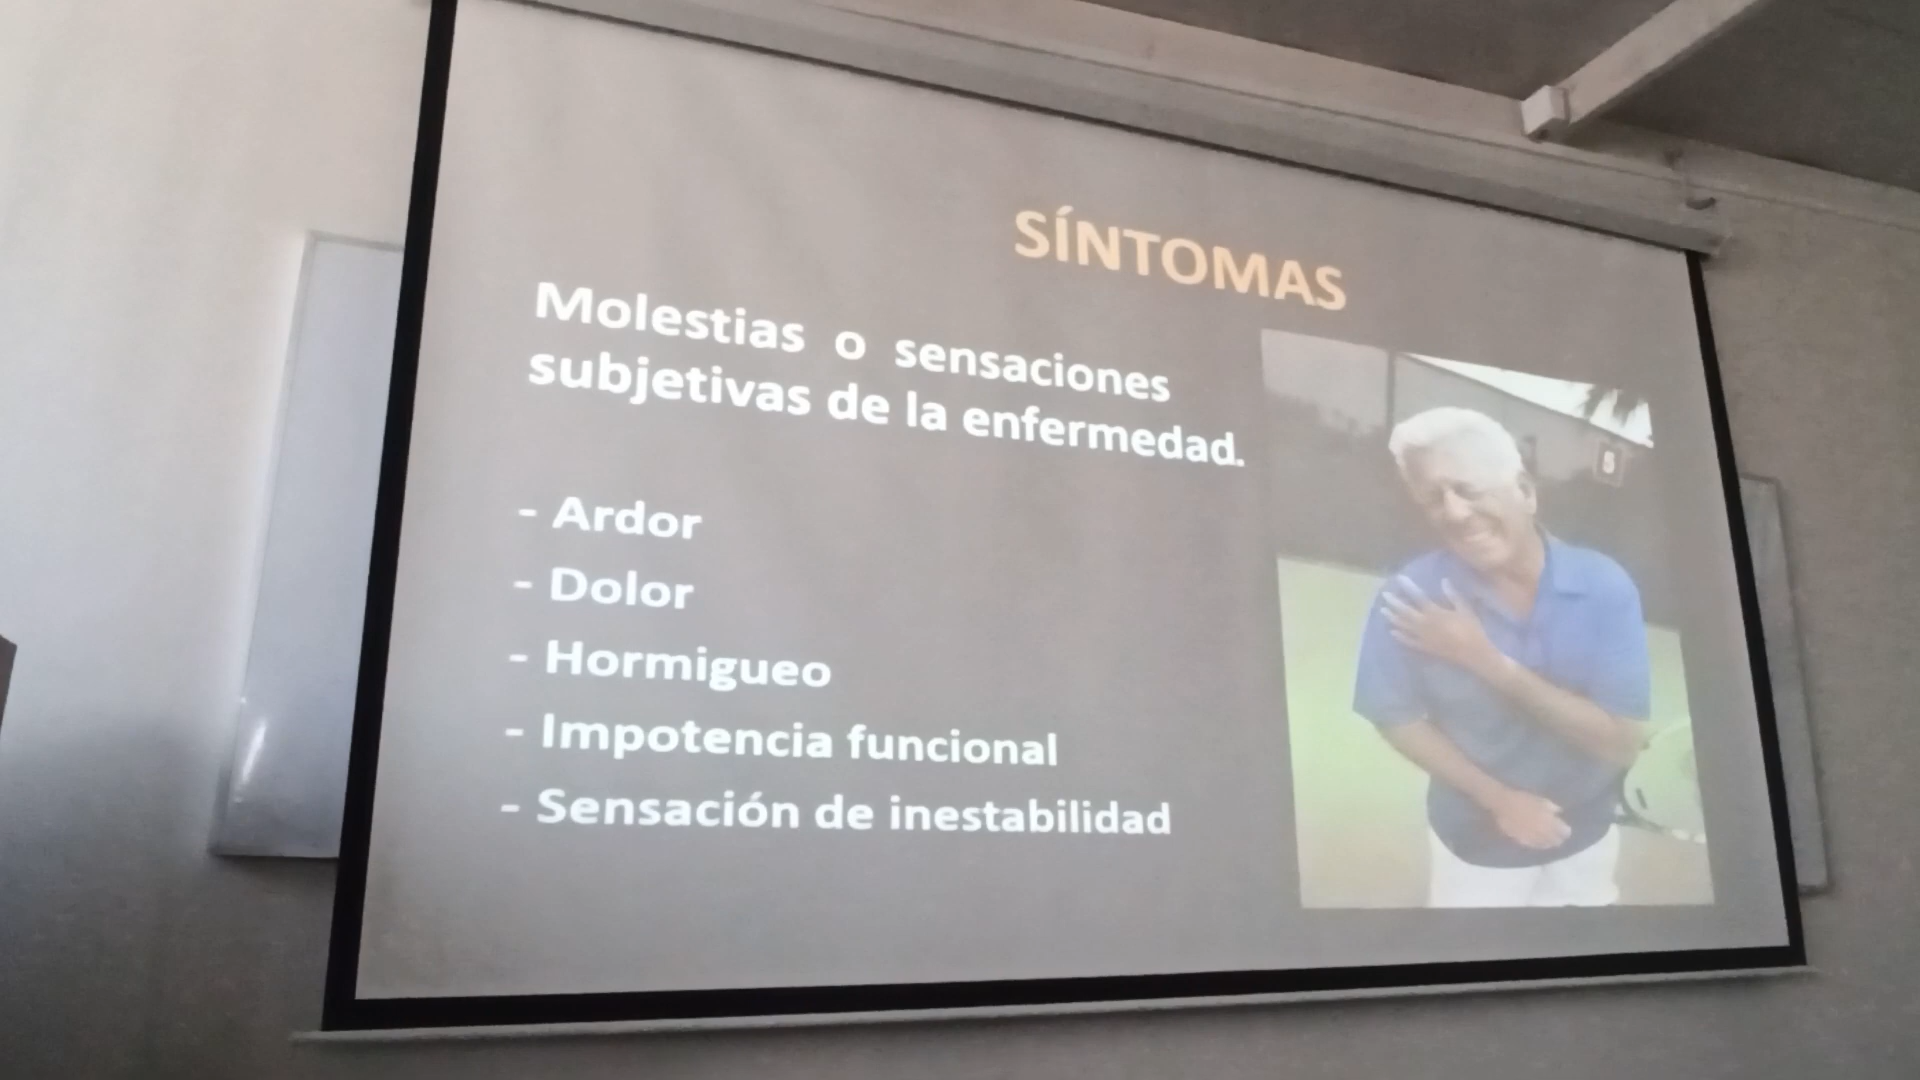 SÍNTOMAS
Molestias o sensaciones
subjetivas de la enfermedad.
- Ardor
- Dolor
- Hormigueo
- Impotencia funcional
- Sensación de inestabilidad